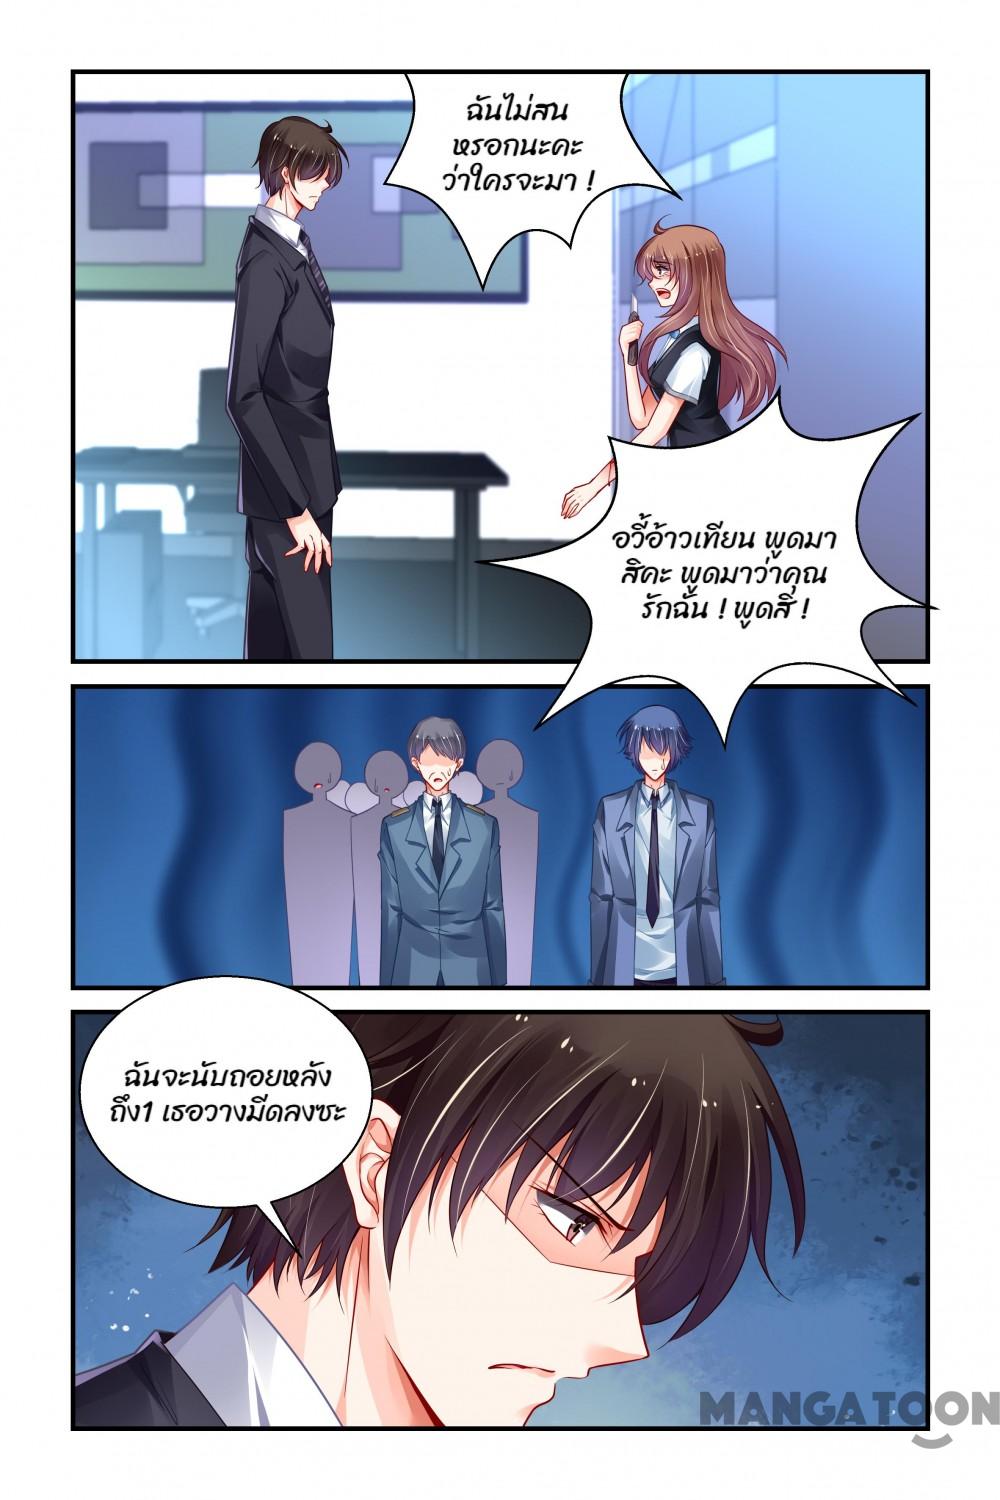 ฉันไม่สน
หรอกนะคะ
ว่าใครจะมา !
อวี้อ้าวเทียน พูดมา
สิคะ พูดมาว่าคุณ
รักฉัน ! พูดสิ !
ฉันจะนับถอยหลัง
ถึง1 เธอวางมีดลงซะ
MANGATOON